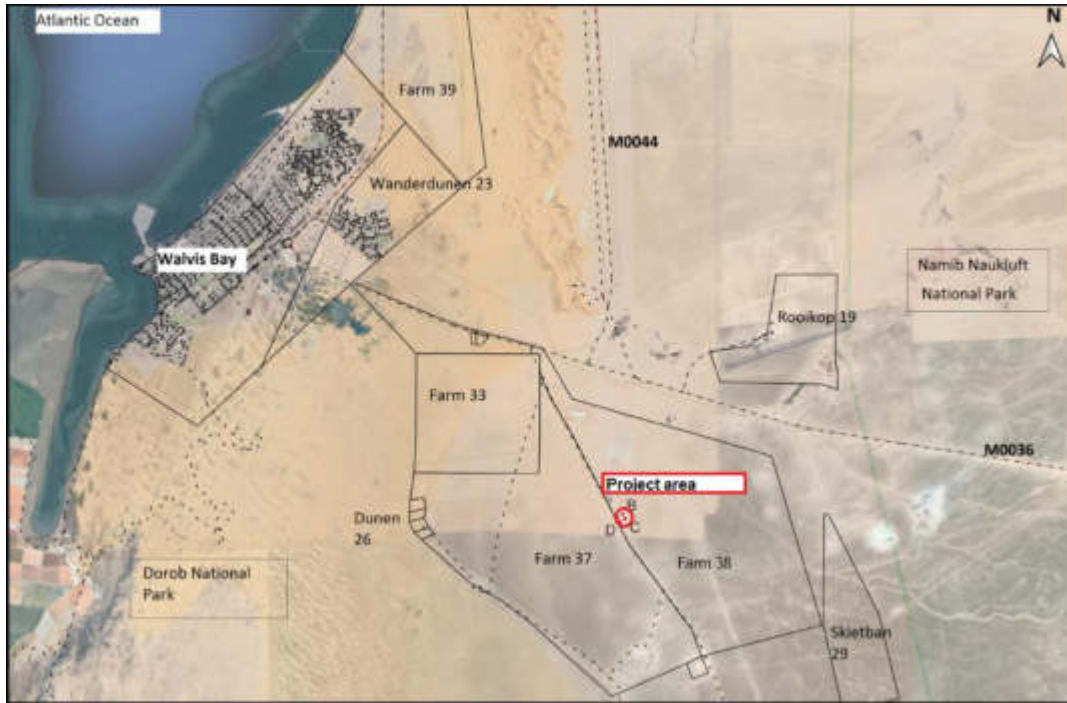 Atlantic Ocean
N
Farm 39
M0044
Wanderdunen 23
Walvis Bay
Namib Naukluft
National Park
Rooikop 19
Farm 33
M0036
Project area
B
D C
Dunen
26
Farm 37
Farm 38
Dorob National
Park
Skietban
29